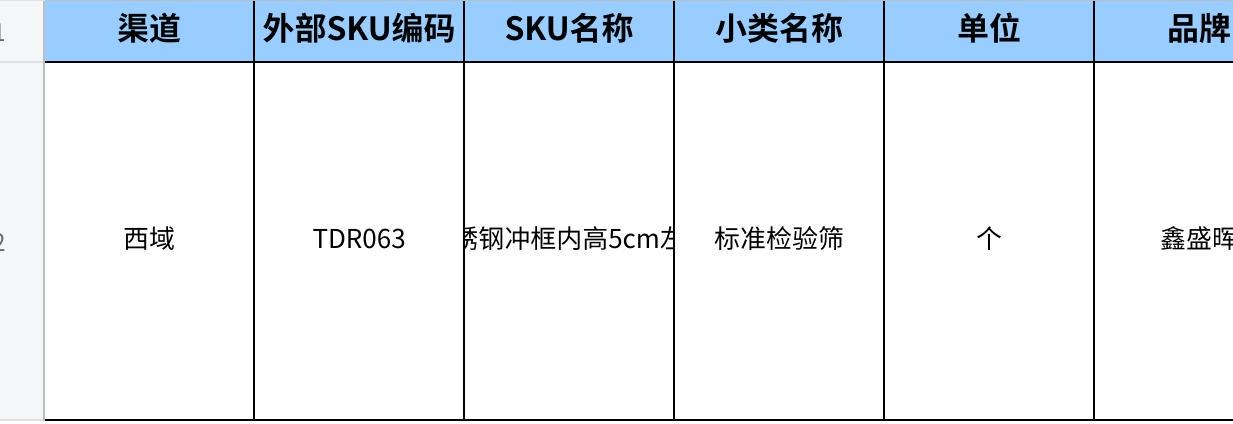 渠道 外部SKU编码 SKU名称 小类名称 单位 品牌
西域 TDR063 锈钢冲框内高5cm左 标准检验筛 个 鑫盛晖